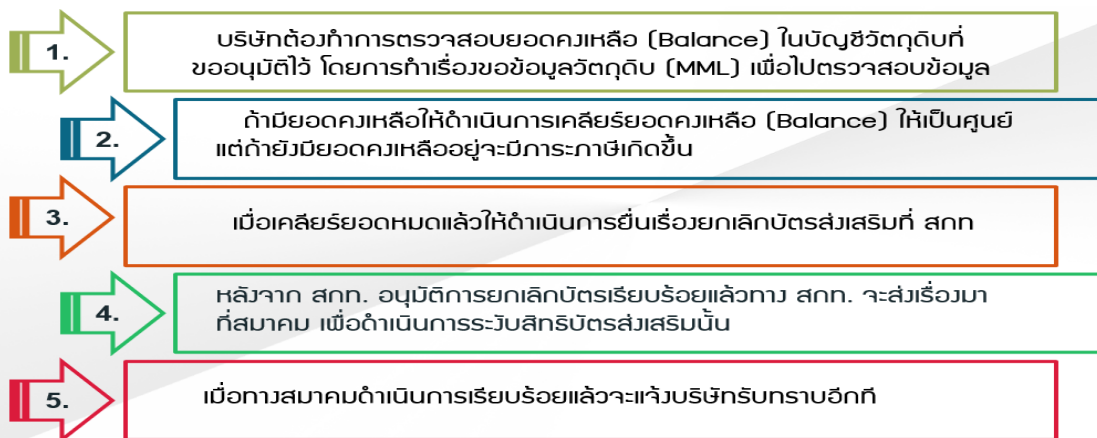 1.
บริษัทต้องทำการตรวจสอบยอดคงเหลือ (Balance) ในบัญชีวัตถุดิบที่
ขออนุมัติไว้ โดยการทำเรื่องขอข้อมูลวัตถุดิบ (MML) เพื่อไปตรวจสอบข้อมูล
2.
ถ้ามียอดคงเหลือให้ดำเนินการเคลียร์ยอดคงเหลือ (Balance) ให้เป็นศูนย์
แต่ถ้ายังมียอดคงเหลืออยู่จะมีภาระภาษีเกิดขึ้น
3.
เมื่อเคลียร์ยอดหมดแล้วให้ดำเนินการยื่นเรื่องยกเลิกบัตรส่งเสริมที่ สกท
4.
หลังจาก สกท. อนุมัติการยกเลิกบัตรเรียบร้อยแล้วทาง สกท. จะส่งเรื่องมา
ที่สมาคม เพื่อดำเนินการระงับสิทธิบัตรส่งเสริมนั้น
5.
เมื่อทางสมาคมดำเนินการเรียบร้อยแล้วจะแจ้งบริษัทรับทราบอีกที